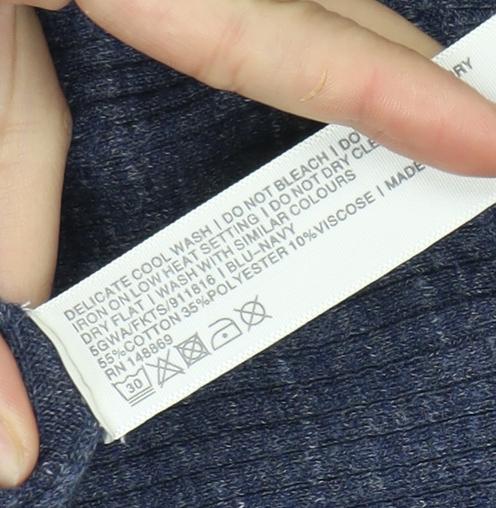 DELICATE COOL WASH | DO NOT BLEACH | DO
IRON ON LOW HEAT SETTING | DO NOT DRY CLE
DRY FLAT | WASH WITH SIMILAR COLOURS
5GWA/FKTS/911816 | BLU-NAVY
55%COTTON 35%POLYESTER 10%VISCOSE | MADE
RN 148869
30